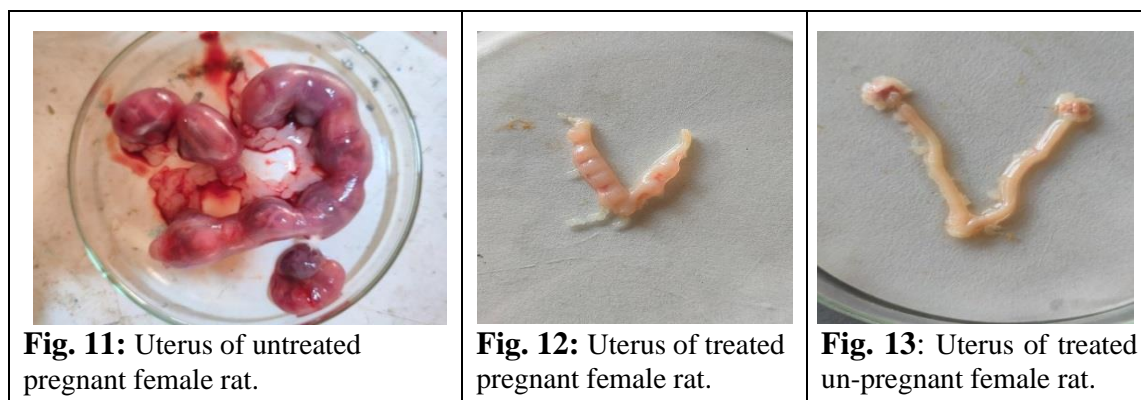 Fig. 11: Uterus of untreated
pregnant female rat.
Fig. 12: Uterus of treated
pregnant female rat.
Fig. 13: Uterus of treated
un-pregnant female rat.